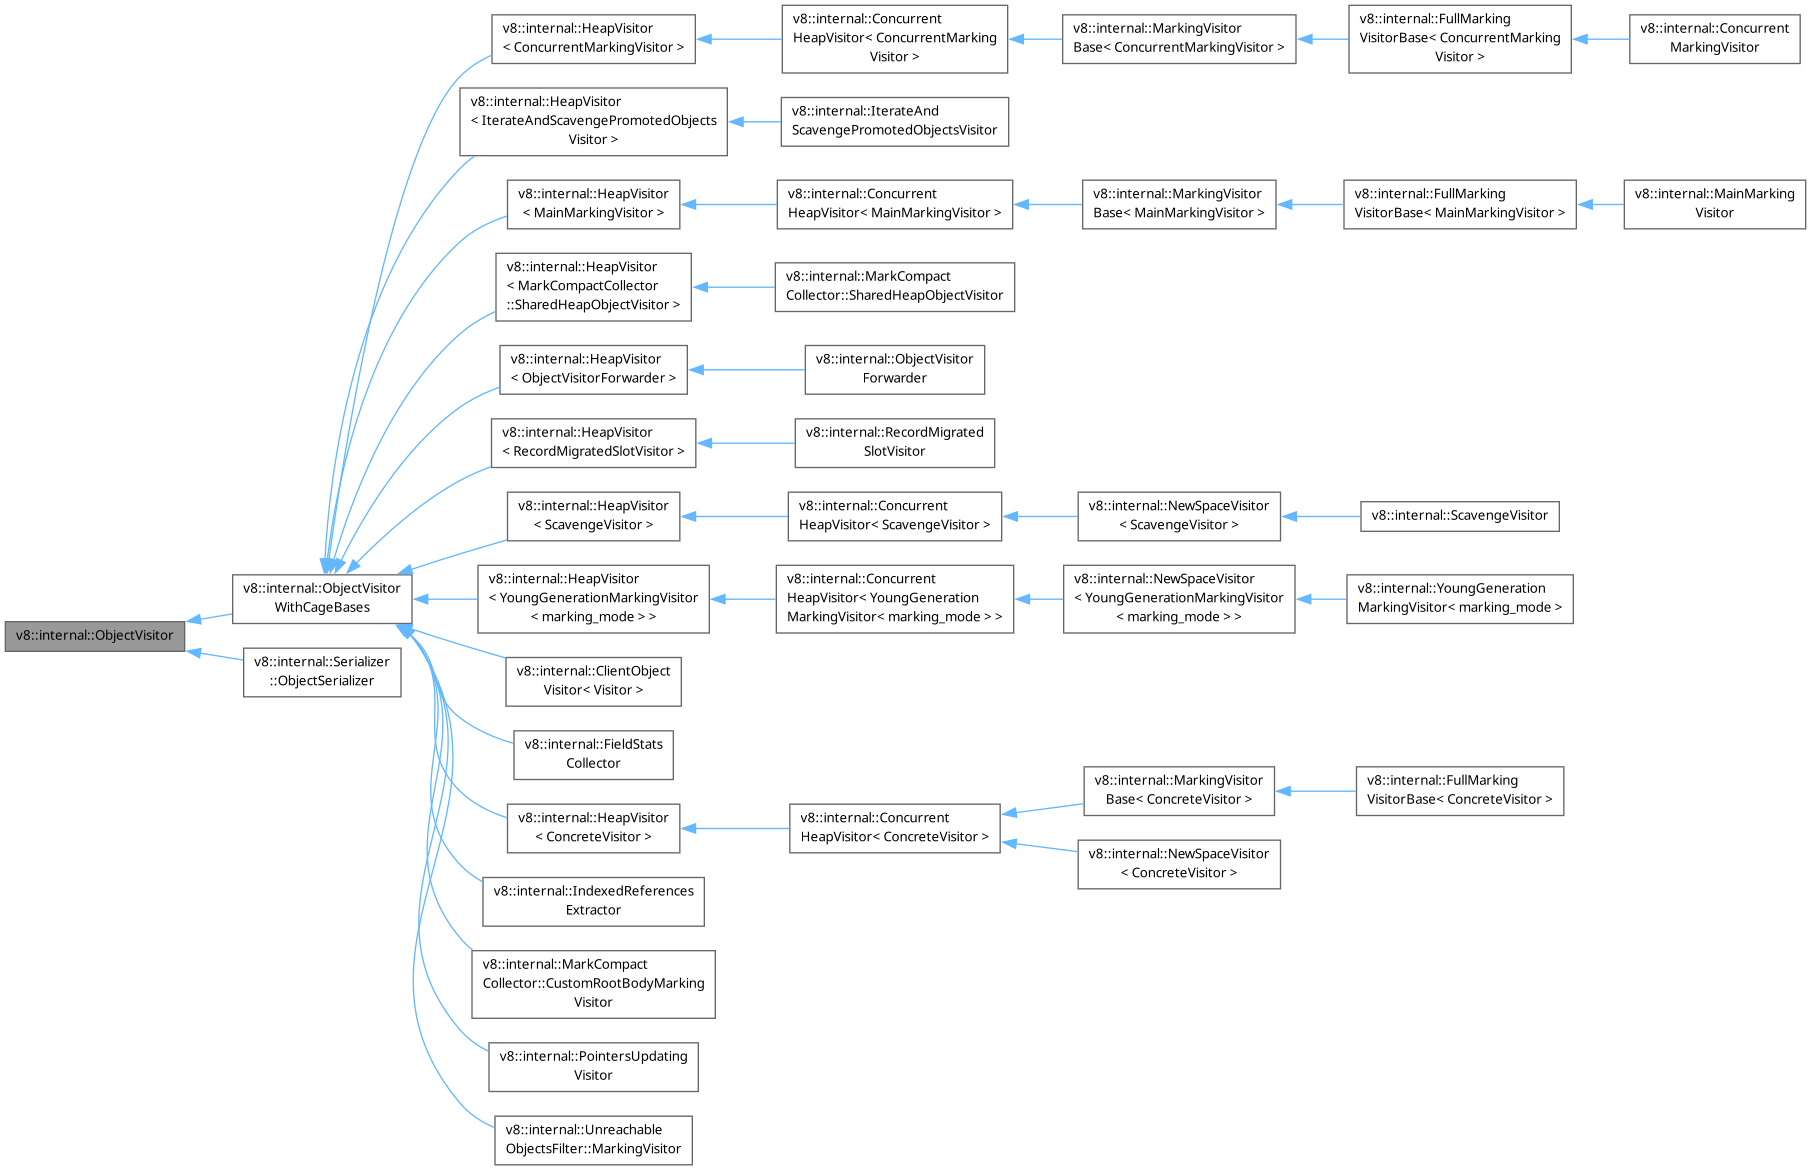 v8::internal::HeapVisitor
< ConcurrentMarkingVisitor >
v8::internal::Concurrent
HeapVisitor< ConcurrentMarking
Visitor >
v8::internal::MarkingVisitor
Base< ConcurrentMarkingVisitor >
v8::internal::FullMarking
VisitorBase< ConcurrentMarking
Visitor >
v8::internal::Concurrent
MarkingVisitor
v8::internal::HeapVisitor
< IterateAndScavengePromotedObjects
Visitor >
v8::internal::IterateAnd
ScavengePromotedObjectsVisitor
v8::internal::HeapVisitor
< MainMarkingVisitor >
v8::internal::Concurrent
HeapVisitor< MainMarkingVisitor >
v8::internal::MarkingVisitor
Base< MainMarkingVisitor >
v8::internal::FullMarking
VisitorBase< MainMarkingVisitor >
v8::internal::MainMarking
Visitor
v8::internal::HeapVisitor
< MarkCompactCollector
::SharedHeapObjectVisitor >
v8::internal::MarkCompact
Collector::SharedHeapObjectVisitor
v8::internal::HeapVisitor
< ObjectVisitorForwarder >
v8::internal::ObjectVisitor
Forwarder
v8::internal::HeapVisitor
< RecordMigratedSlotVisitor >
v8::internal::RecordMigrated
SlotVisitor
v8::internal::HeapVisitor
< ScavengeVisitor >
v8::internal::Concurrent
HeapVisitor< ScavengeVisitor >
v8::internal::NewSpaceVisitor
< ScavengeVisitor >
v8::internal::ScavengeVisitor
v8::internal::ObjectVisitor
WithCageBases
v8::internal::HeapVisitor
< YoungGenerationMarkingVisitor
< marking_mode > >
v8::internal::Concurrent
HeapVisitor< YoungGeneration
MarkingVisitor< marking_mode > >
v8::internal::NewSpaceVisitor
< YoungGenerationMarkingVisitor
< marking_mode > >
v8::internal::YoungGeneration
MarkingVisitor< marking_mode >
v8::internal::ObjectVisitor
v8::internal::Serializer
::ObjectSerializer
v8::internal::ClientObject
Visitor< Visitor >
v8::internal::FieldStats
Collector
v8::internal::HeapVisitor
< ConcreteVisitor >
v8::internal::Concurrent
HeapVisitor< ConcreteVisitor >
v8::internal::MarkingVisitor
Base< ConcreteVisitor >
v8::internal::FullMarking
VisitorBase< ConcreteVisitor >
v8::internal::NewSpaceVisitor
< ConcreteVisitor >
v8::internal::IndexedReferences
Extractor
v8::internal::MarkCompact
Collector::CustomRootBodyMarking
Visitor
v8::internal::PointersUpdating
Visitor
v8::internal::Unreachable
ObjectsFilter::MarkingVisitor